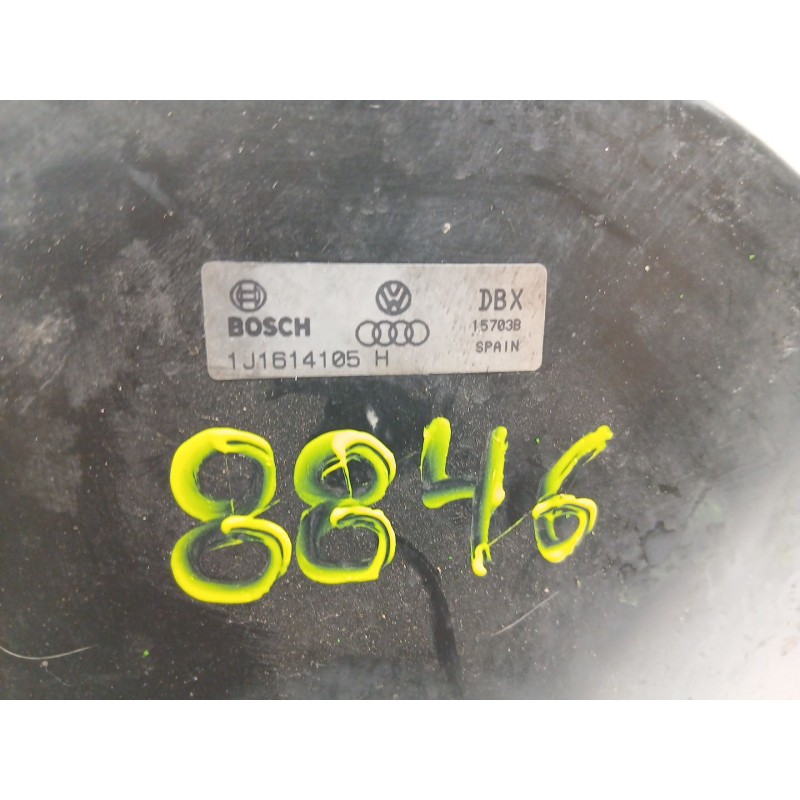 DBX
BOSCH 15703B
1J1614105 H SPAIN
8846